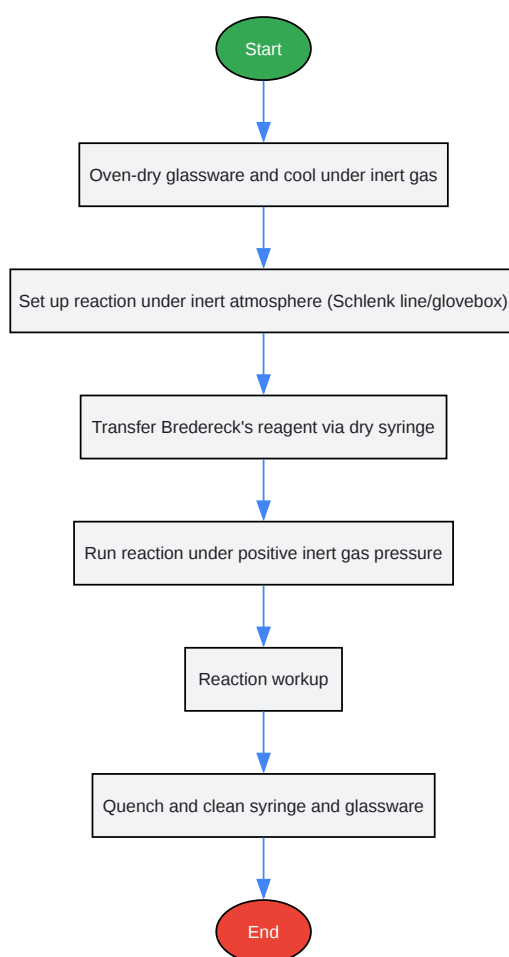 Start
Oven-dry glassware and cool under inert gas
Set up reaction under inert atmosphere (Schlenk line/glovebox)
Transfer Bredereck's reagent via dry syringe
Run reaction under positive inert gas pressure
Reaction workup
Quench and clean syringe and glassware
End